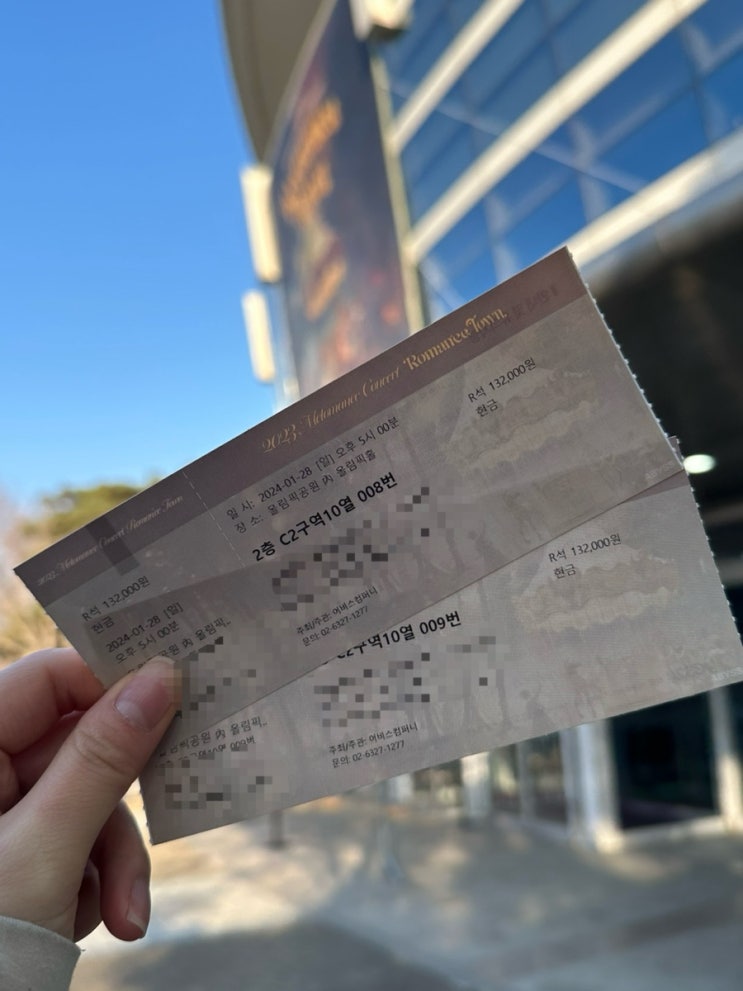 2023 Melomance Concert Romance Town
2023 Melomance Concert 'Romance Town'
R석 132,000원
현금
2024-01-28 [일]
오후 5시 00분
일 시: 2024-01-28 [일] 오후 5시 00분
장 소: 올림픽공원 內 올림픽홀
2층 C2구역10열 008번
주최/주관: 어비스컴퍼니
문의: 02-6327-1277
R석 132,000원
현금
內 올림픽..
C2구역10열 009번
주최/주관: 어비스컴퍼니
문의: 02-6327-1277
R석 132,000원
현금